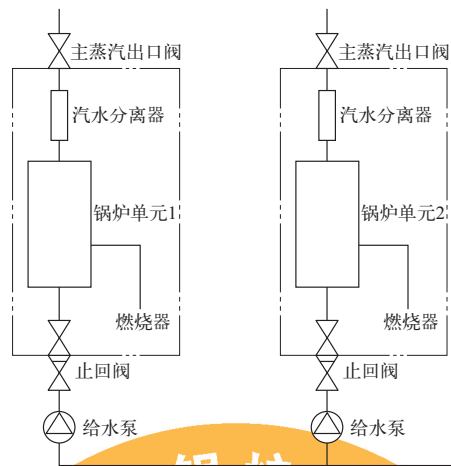 主蒸汽出口阀 主蒸汽出口阀
汽水分离器 汽水分离器
锅炉单元1 锅炉单元2
燃烧器 燃烧器
止回阀 止回阀
给水泵 给水泵